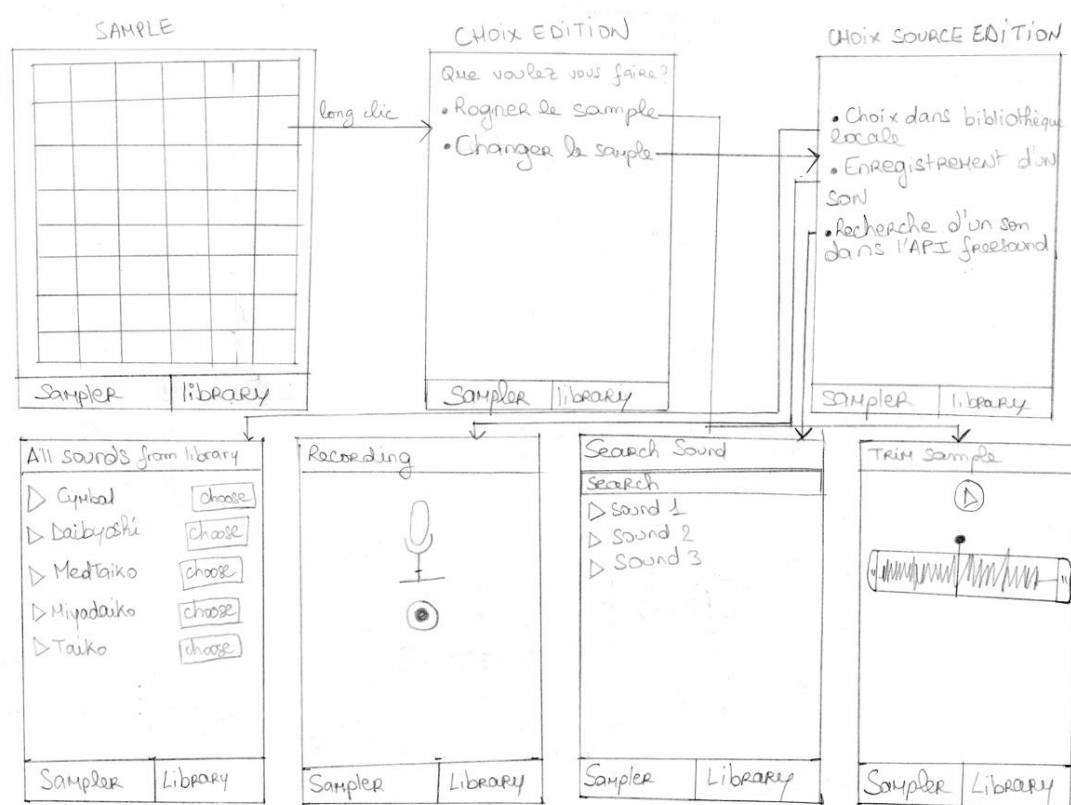 SAMPLE
Sampler
library
long clic
CHOIX EDITION
Que voulez vous faire?
• Rogner le sample
• Changer le sample
Sampler
library
CHOIX SOURCE EDITION
• Choix dans bibliothèque
locale
• Enregistrement d'un
son
• Recherche d'un son
dans l'API freesound
Sampler
library
All sounds from library
Cymbal choose
Daibyoshi choose
MedTaiko choose
Miyadaiko choose
Taiko choose
Sampler
Library
Recording
Sampler
Library
Search Sound
Search
Sound 1
Sound 2
Sound 3
Sampler
Library
Trim Sample
Sampler
Library